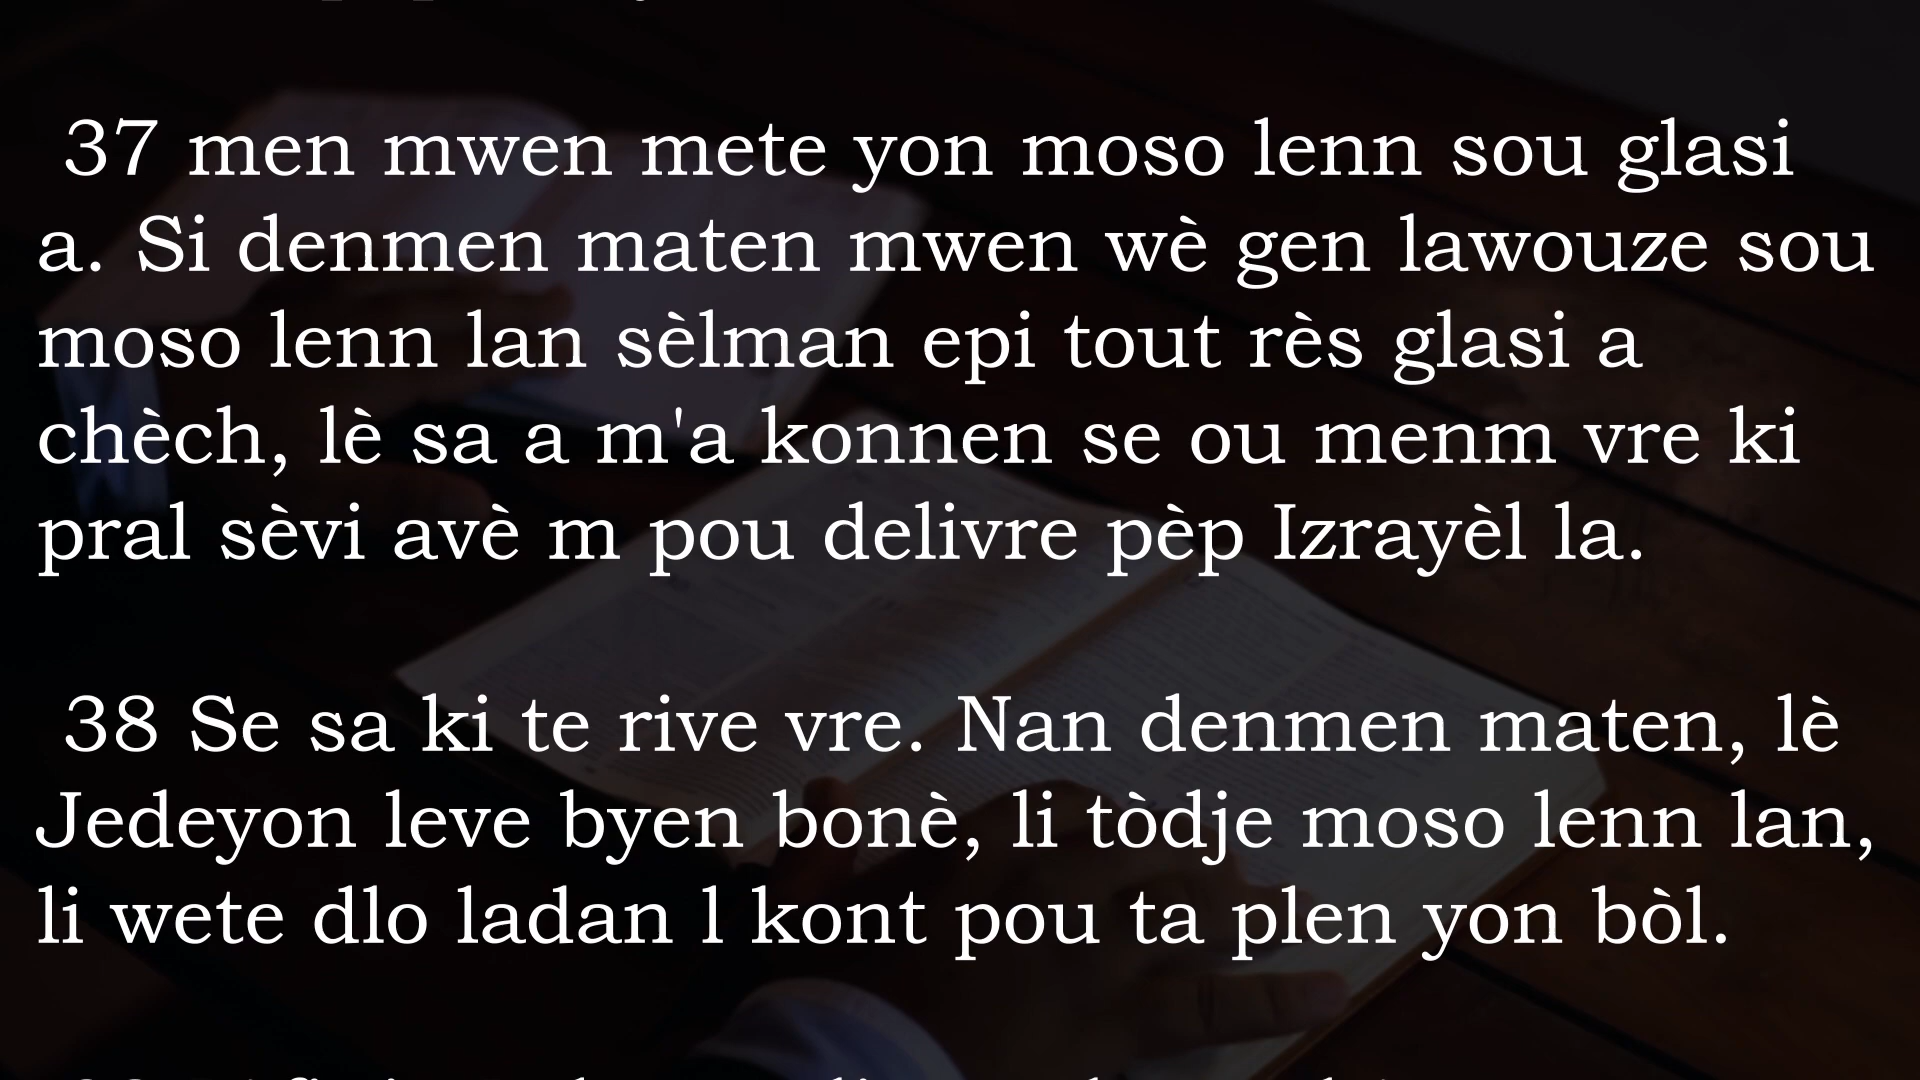 37 men mwen mete yon moso lenn sou glasi
a. Si denmen maten mwen wè gen lawouze sou
moso lenn lan sèlman epi tout rès glasi a
chèch, lè sa a m'a konnen se ou menm vre ki
pral sèvi avè m pou delivre pèp Izrayèl la.
38 Se sa ki te rive vre. Nan denmen maten, lè
Jedeyon leve byen bonè, li tòdje moso lenn lan,
li wete dlo ladan l kont pou ta plen yon bòl.